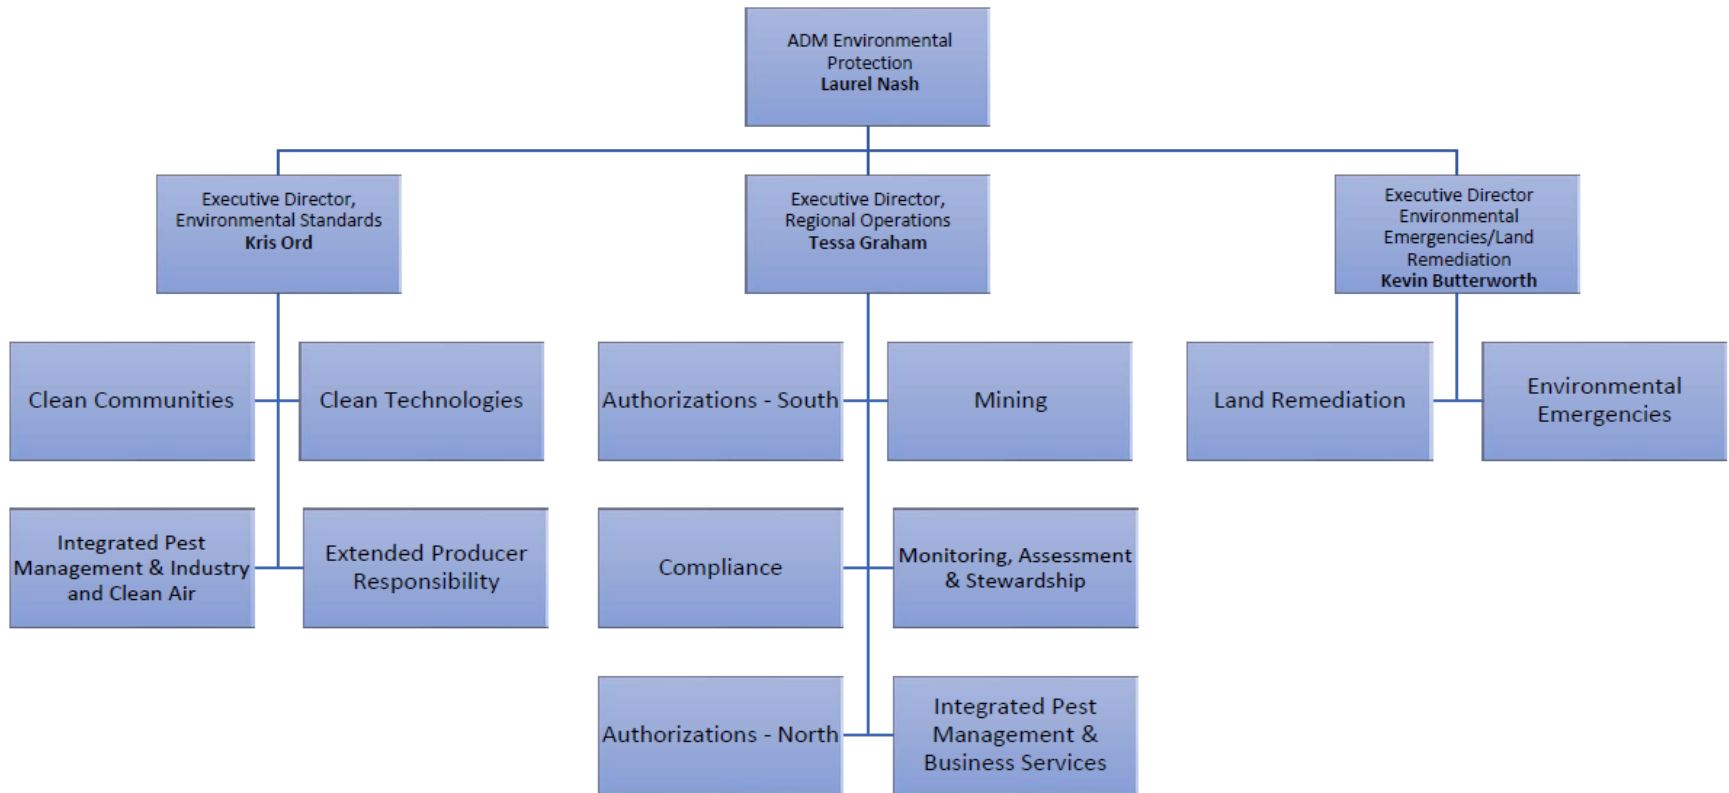 ADM Environmental
Protection
Laurel Nash
Executive Director,
Environmental Standards
Kris Ord
Executive Director,
Regional Operations
Tessa Graham
Executive Director
Environmental
Emergencies/Land
Remediation
Kevin Butterworth
Clean Communities
Clean Technologies
Authorizations - South
Mining
Land Remediation
Environmental
Emergencies
Integrated Pest
Management & Industry
and Clean Air
Extended Producer
Responsibility
Compliance
Monitoring, Assessment
& Stewardship
Authorizations - North
Integrated Pest
Management &
Business Services